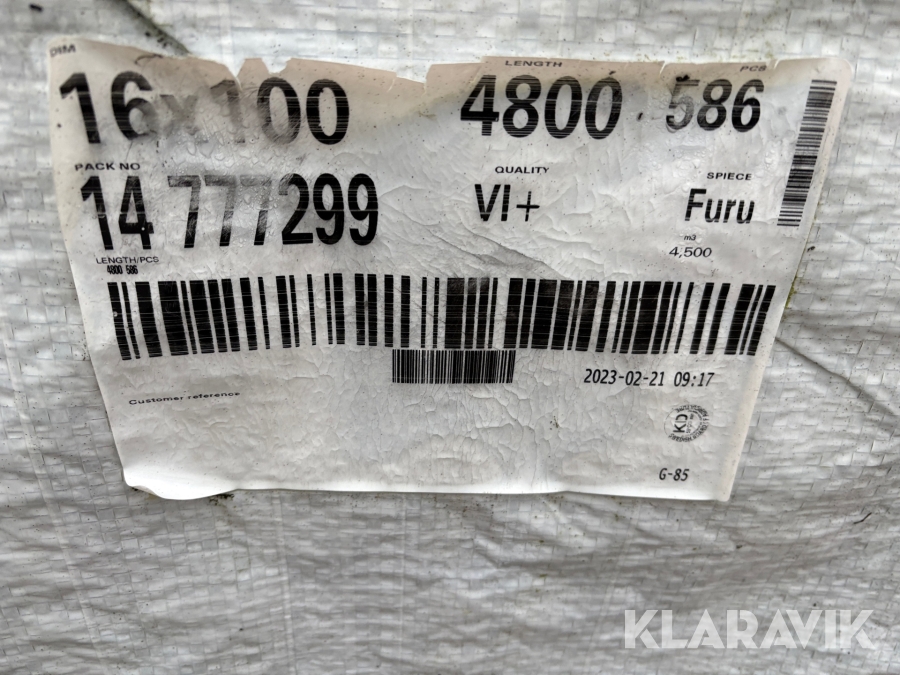 DIM LENGTH PCS
16x100 4800 586
PACK NO QUALITY SPIECE
14 777299 VI+ Furu
m3
4,500
LENGTH/PCS
4800 586
2023-02-21 09:17
Customer reference
KD
G-85
KLARAVIK